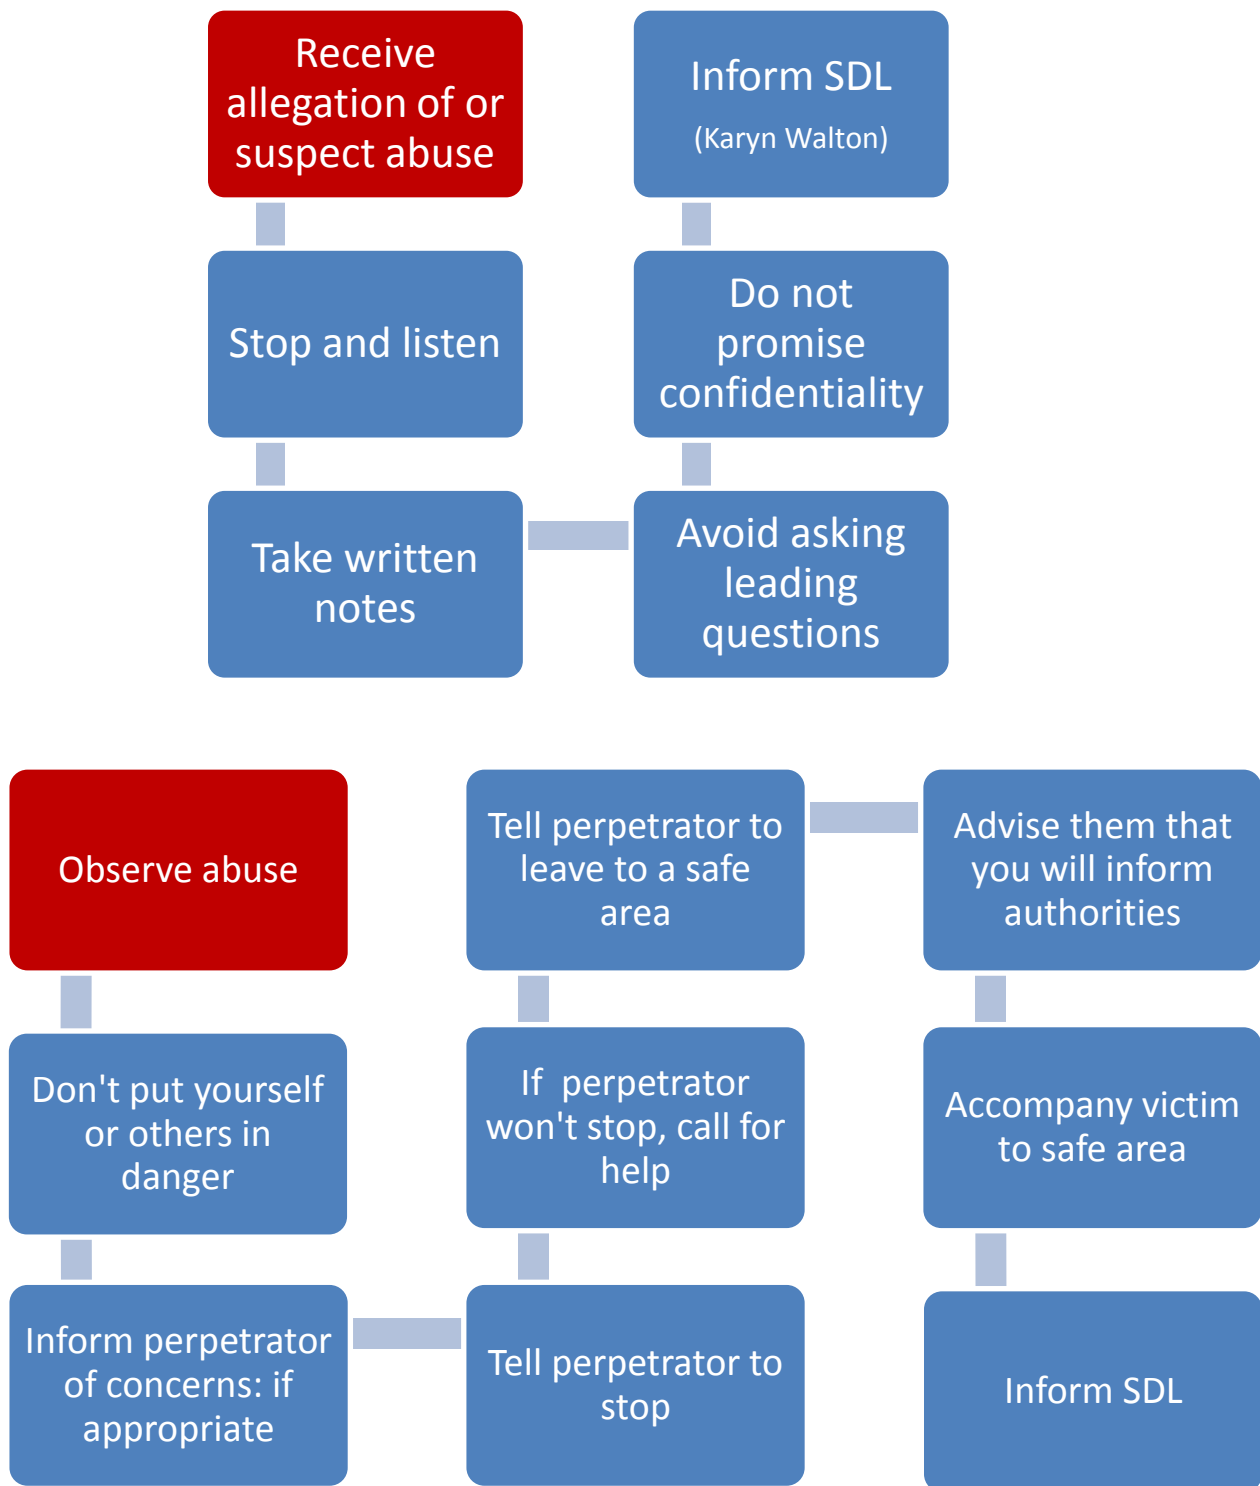 Receive
allegation of or
suspect abuse
Stop and listen
Take written
notes
Avoid asking
leading
questions
Do not
promise
confidentiality
Inform SDL
(Karyn Walton)
Observe abuse
Don't put yourself
or others in
danger
Inform perpetrator
of concerns: if
appropriate
Tell perpetrator to
stop
If  perpetrator
won't stop, call for
help
Tell perpetrator to
leave to a safe
area
Advise them that
you will inform
authorities
Accompany victim
to safe area
Inform SDL